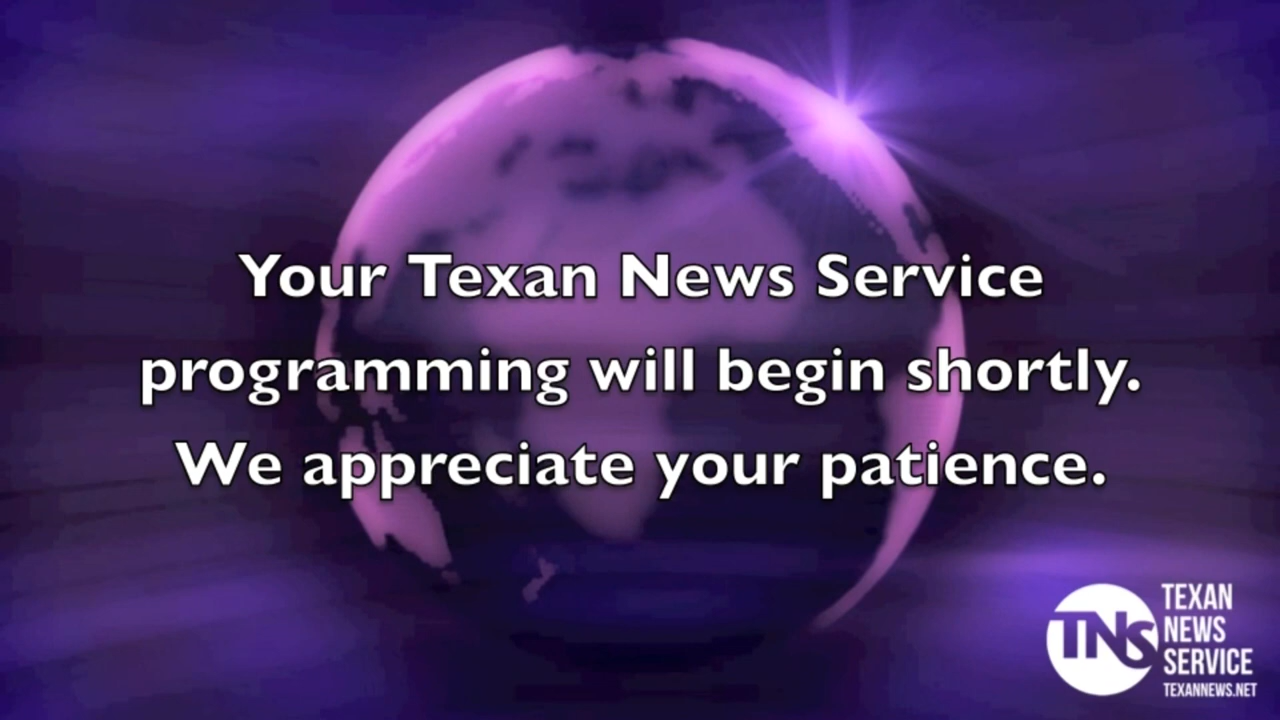 Your Texan News Service
programming will begin shortly.
We appreciate your patience.
TNS
TEXAN
NEWS
SERVICE
TEXANNEWS.NET